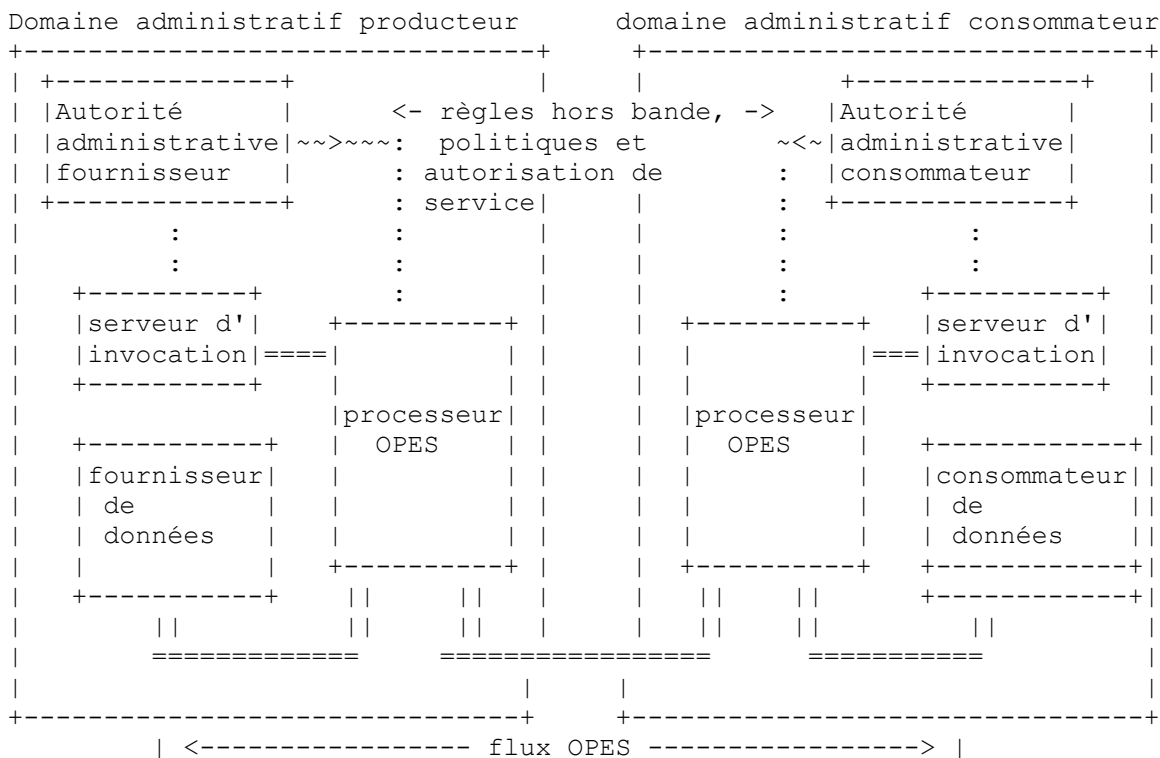 Domaine administratif producteur domaine administratif consommateur
Autorité <- règles hors bande, -> Autorité
administrative ~~>~~~: politiques et ~<~ administrative
fournisseur : autorisation de : consommateur
: service :
serveur d' serveur d'
invocation ==== === invocation
processeur processeur
OPES OPES
fournisseur consommateur
de de
données données
<----------------- flux OPES ----------------->